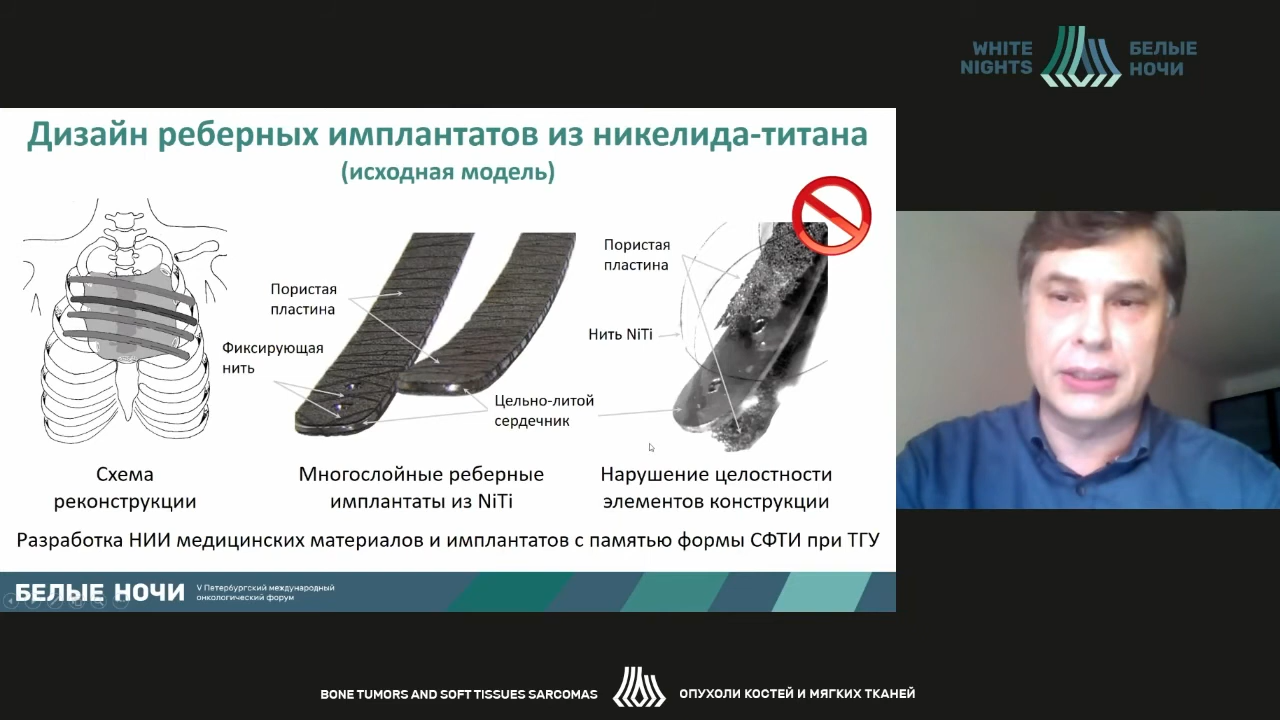 WHITE
NIGHTS
БЕЛЫЕ
НОЧИ
Дизайн реберных имплантатов из никелида-титана
(исходная модель)
Пористая
пластина
Фиксирующая
нить
Цельно-литой
сердечник
Пористая
пластина
Нить NiTi
Схема
реконструкции
Многослойные реберные
имплантаты из NiTi
Нарушение целостности
элементов конструкции
Разработка НИИ медицинских материалов и имплантатов с памятью формы СФТИ при ТГУ
БЕЛЫЕ НОЧИ
V Петербургский международный
онкологический форум
BONE TUMORS AND SOFT TISSUES SARCOMAS
ОПУХОЛИ КОСТЕЙ И МЯГКИХ ТКАНЕЙ